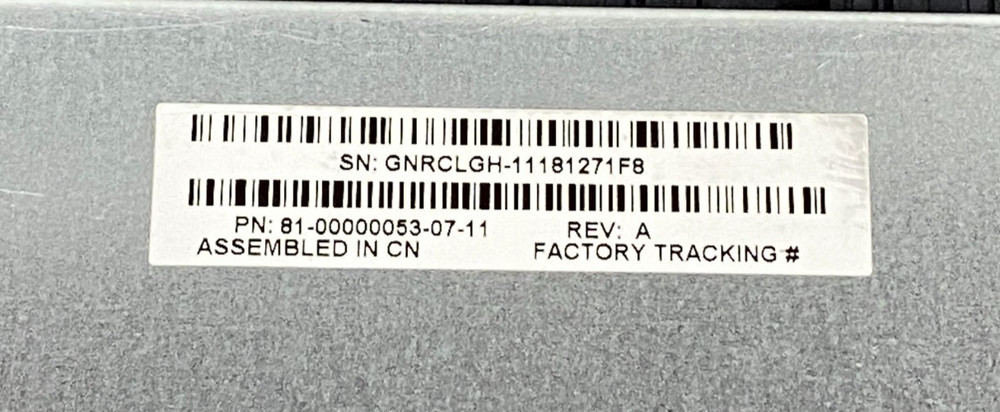 SN: GNRCLGH-11181271F8
PN: 81-00000053-07-11 REV: A
ASSEMBLED IN CN FACTORY TRACKING #